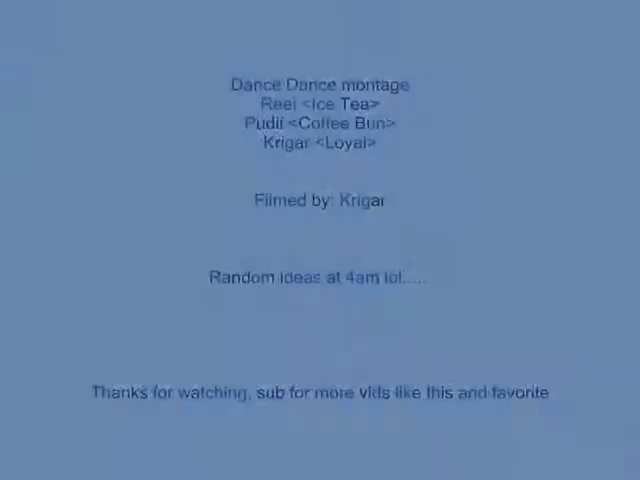 Dance Dance montage
Reei <Ice Tea>
Pudii <Coffee Bun>
Krigar <Loyal>
Filmed by: Krigar
Random ideas at 4am lol.....
Thanks for watching, sub for more vids like this and favorite